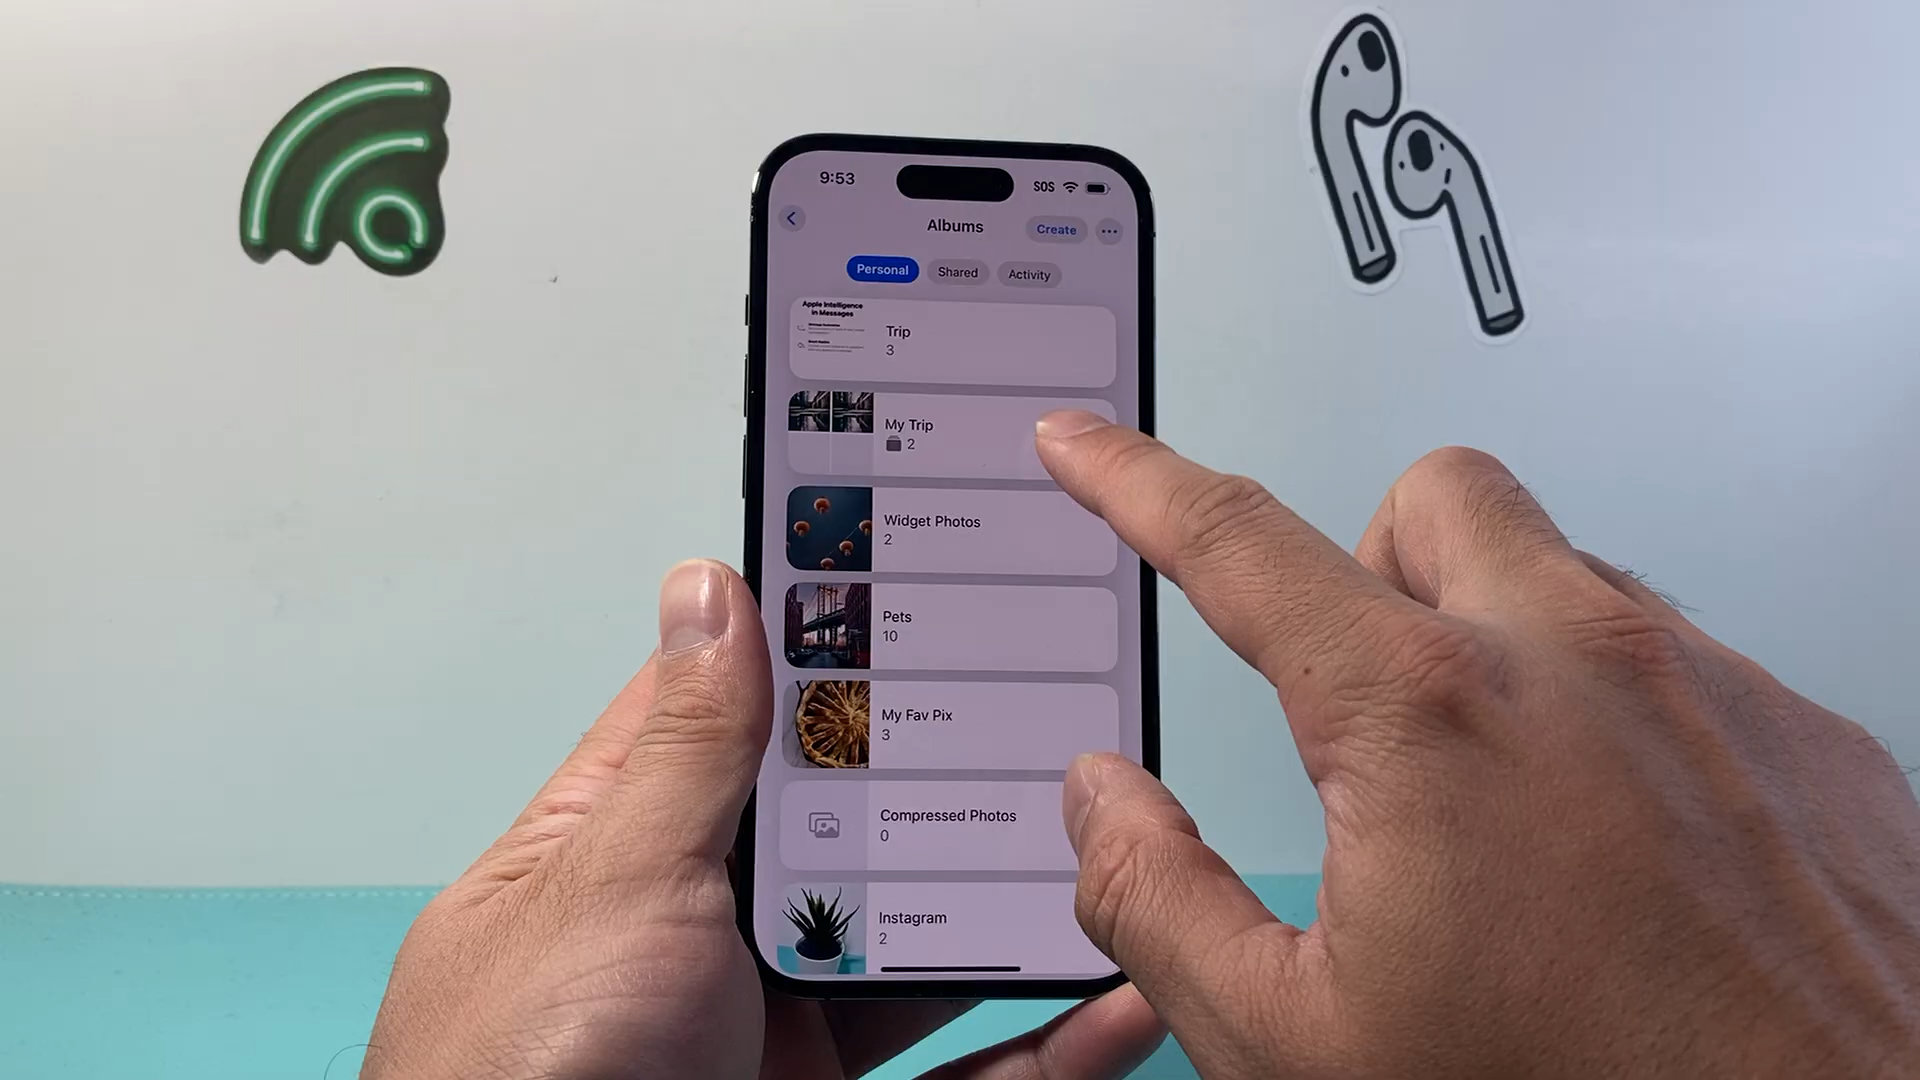 9:53
SOS
Albums
Create
Personal
Shared
Activity
Apple Intelligence
in Messages
Trip
3
My Trip
2
Widget Photos
2
Pets
10
My Fav Pix
3
Compressed Photos
0
Instagram
2